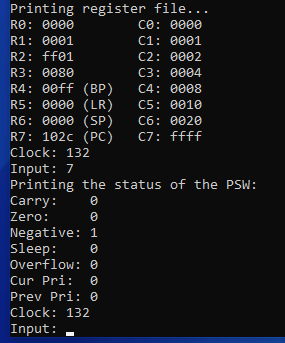 Printing register file...
R0: 0000 C0: 0000
R1: 0001 C1: 0001
R2: ff01 C2: 0002
R3: 0080 C3: 0004
R4: 00ff (BP) C4: 0008
R5: 0000 (LR) C5: 0010
R6: 0000 (SP) C6: 0020
R7: 102c (PC) C7: ffff
Clock: 132
Input: 7
Printing the status of the PSW:
Carry: 0
Zero: 0
Negative: 1
Sleep: 0
Overflow: 0
Cur Pri: 0
Prev Pri: 0
Clock: 132
Input: